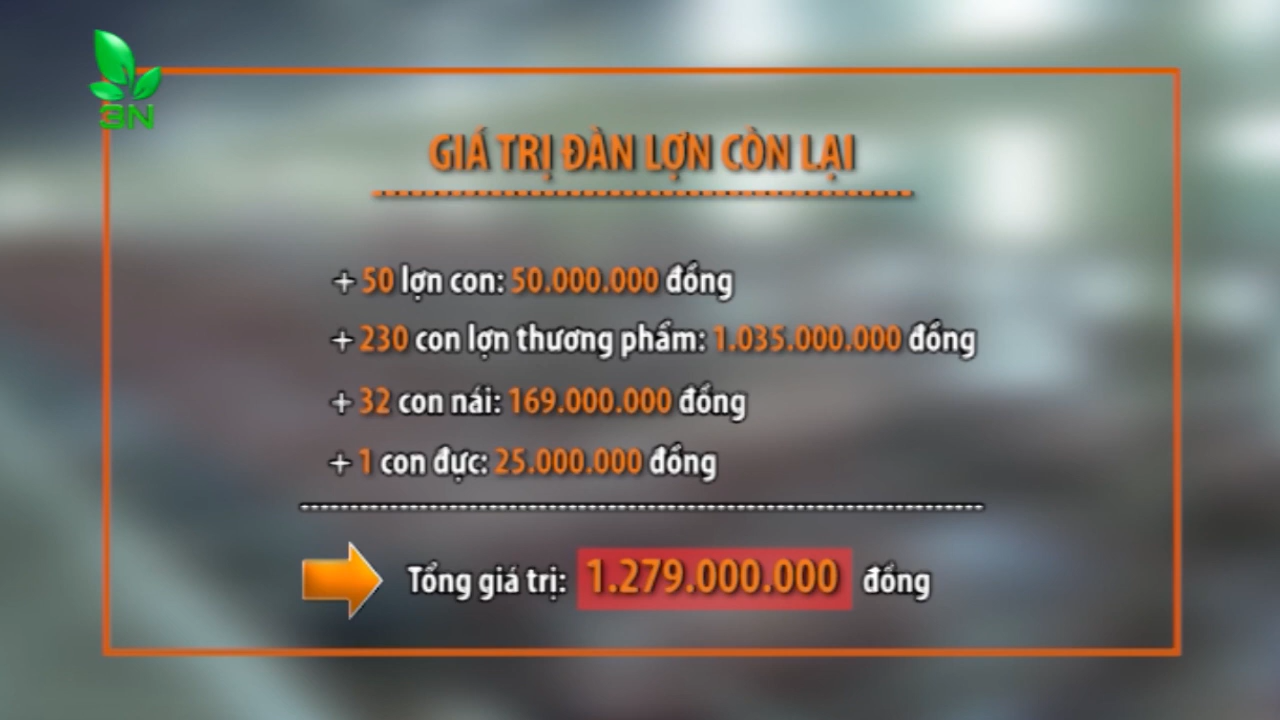 3N
GIÁ TRỊ ĐÀN LỢN CÒN LẠI
+ 50 lợn con: 50.000.000 đồng
+ 230 con lợn thương phẩm: 1.035.000.000 đồng
+ 32 con nái: 169.000.000 đồng
+ 1 con đực: 25.000.000 đồng
Tổng giá trị: 1.279.000.000 đồng